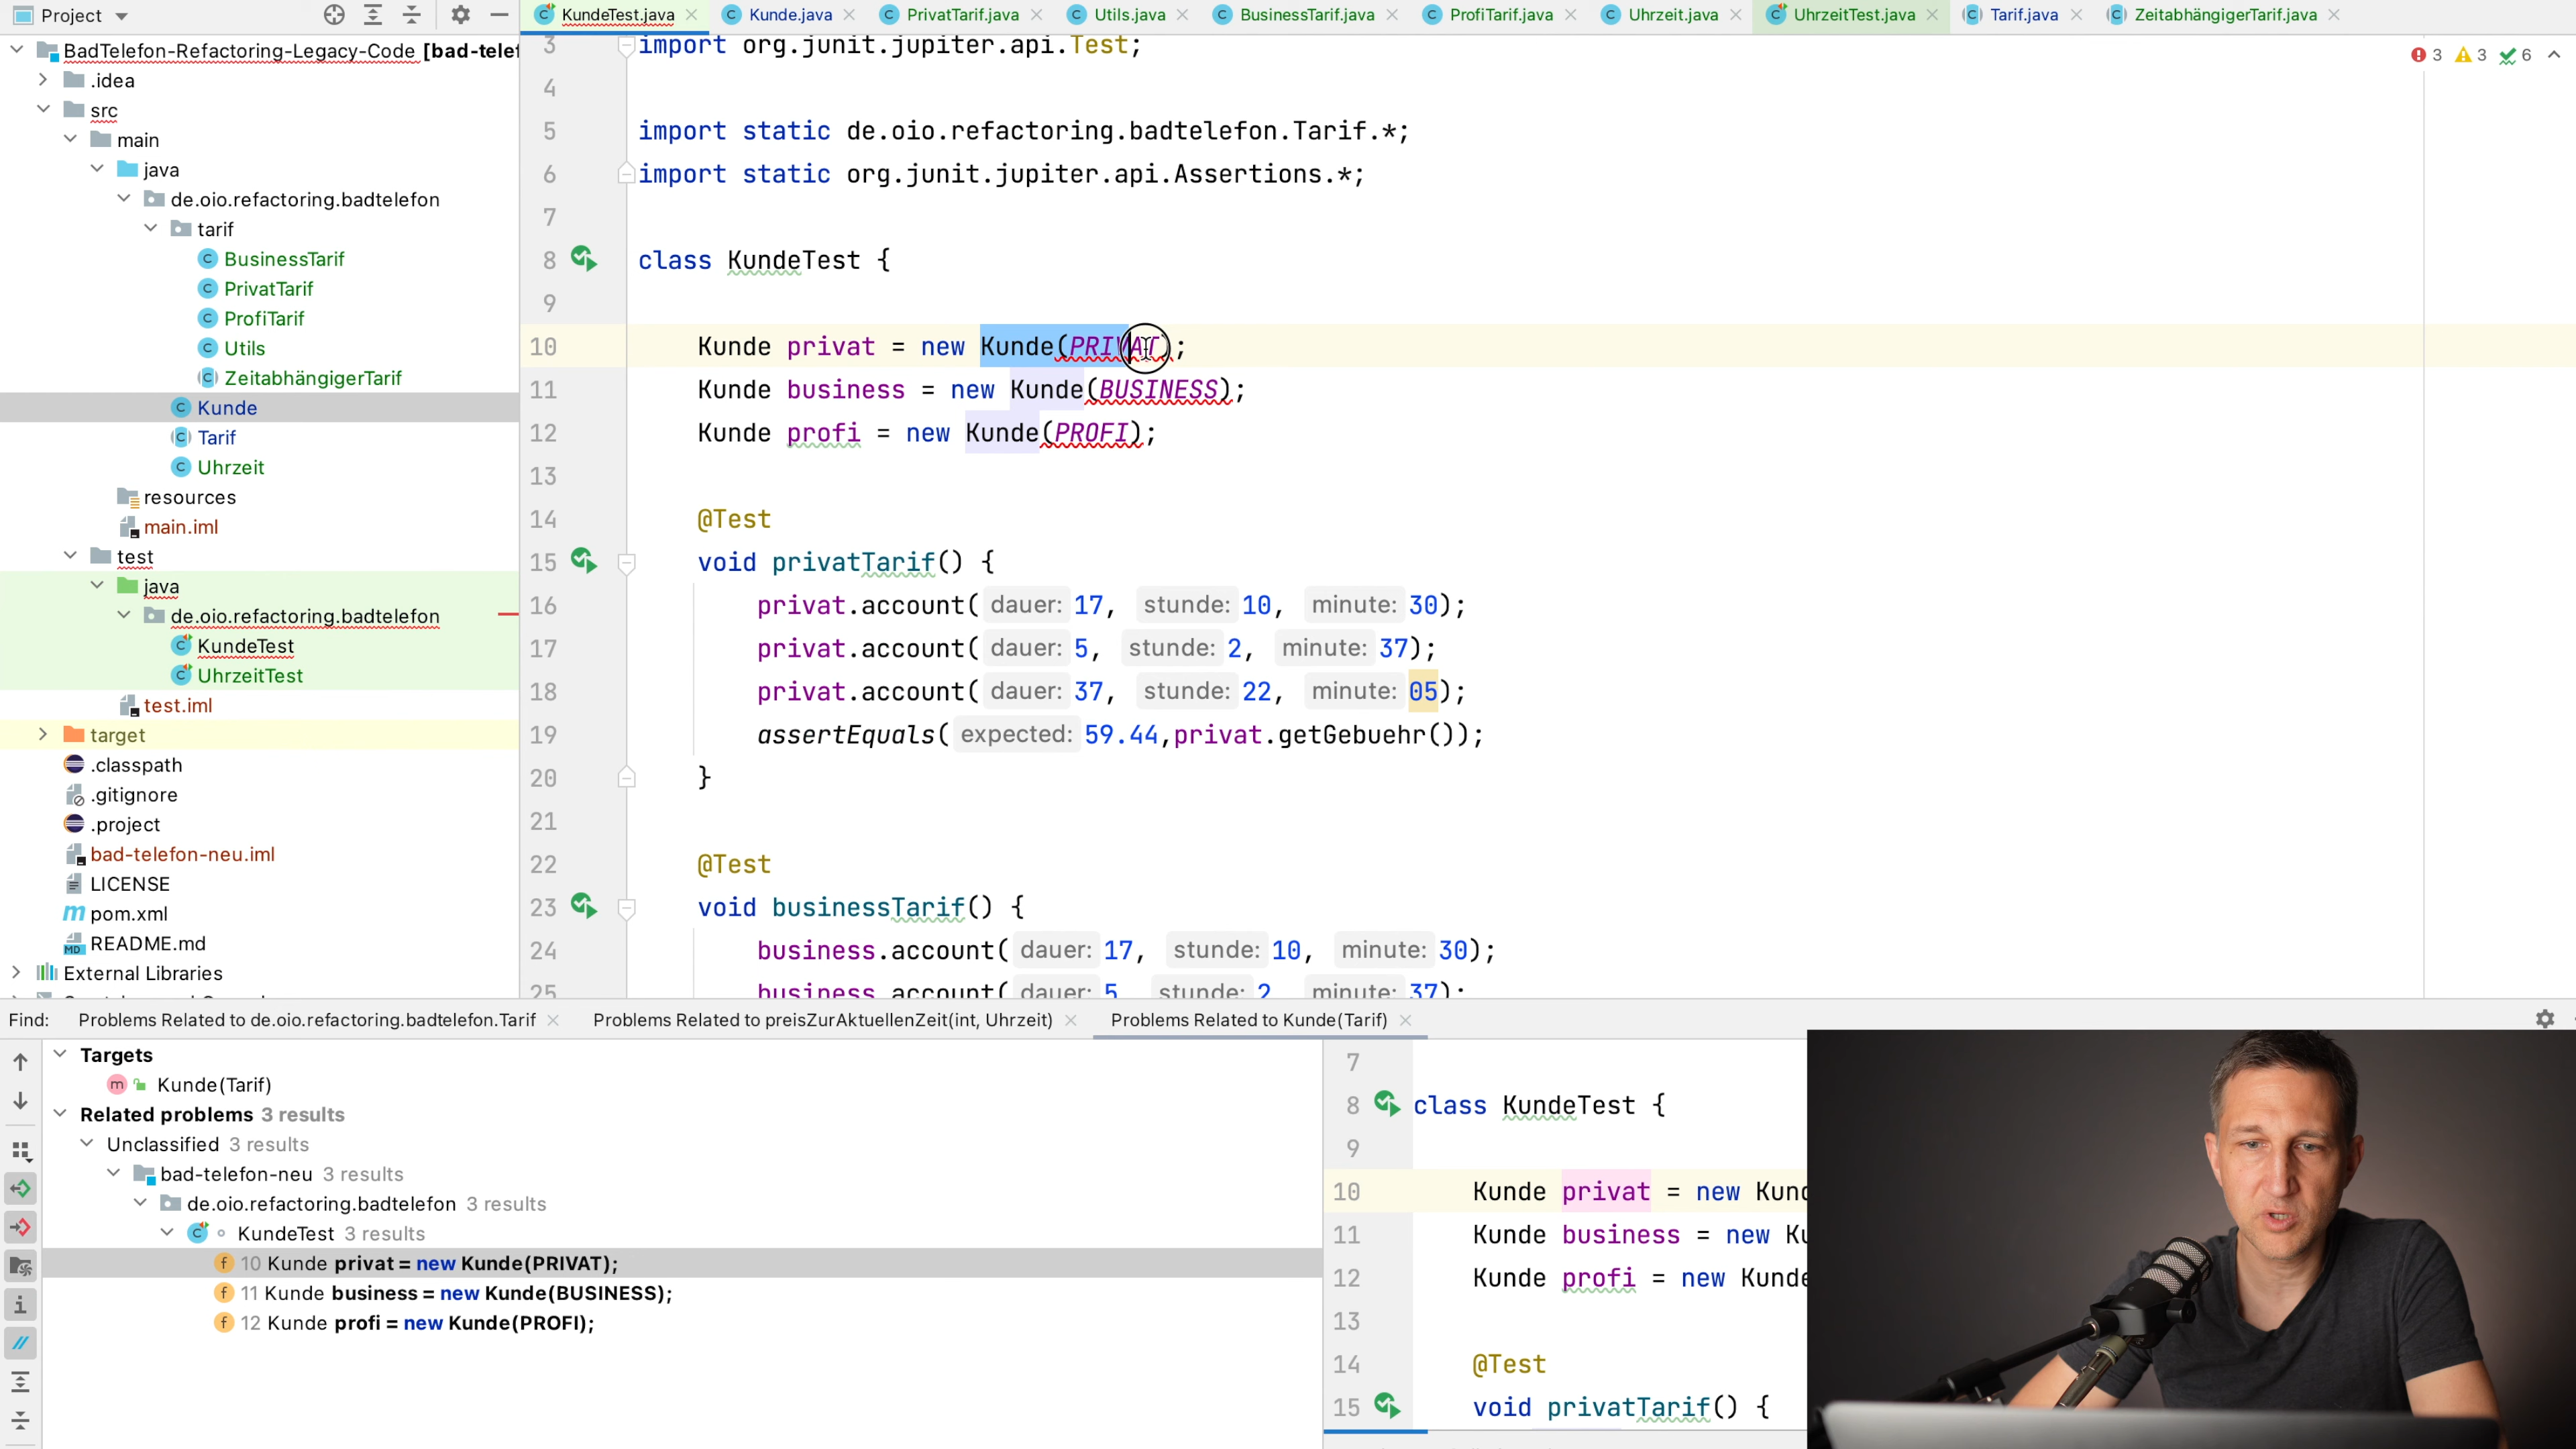 Project
KundeTest.java
Kunde.java
PrivatTarif.java
Utils.java
BusinessTarif.java
ProfiTarif.java
Uhrzeit.java
UhrzeitTest.java
Tarif.java
ZeitabhängigerTarif.java
BadTelefon-Refactoring-Legacy-Code [bad-telef
.idea
src
main
java
de.oio.refactoring.badtelefon
tarif
BusinessTarif
PrivatTarif
ProfiTarif
Utils
ZeitabhängigerTarif
Kunde
Tarif
Uhrzeit
resources
main.iml
test
java
de.oio.refactoring.badtelefon
KundeTest
UhrzeitTest
test.iml
target
.classpath
.gitignore
.project
bad-telefon-neu.iml
LICENSE
pom.xml
README.md
External Libraries
3 3 6
3 import org.junit.jupiter.api.Test;
4
5 import static de.oio.refactoring.badtelefon.Tarif.*;
6 import static org.junit.jupiter.api.Assertions.*;
7
8 class KundeTest {
9
10 Kunde privat = new Kunde(PRIVAT);
11 Kunde business = new Kunde(BUSINESS);
12 Kunde profi = new Kunde(PROFI);
13
14 @Test
15 void privatTarif() {
16 privat.account( dauer: 17, stunde: 10, minute: 30);
17 privat.account( dauer: 5, stunde: 2, minute: 37);
18 privat.account( dauer: 37, stunde: 22, minute: 05);
19 assertEquals( expected: 59.44,privat.getGebuehr());
20 }
21
22 @Test
23 void businessTarif() {
24 business.account( dauer: 17, stunde: 10, minute: 30);
25 business.account( dauer: 5, stunde: 2, minute: 37);
Find: Problems Related to de.oio.refactoring.badtelefon.Tarif Problems Related to preisZurAktuellenZeit(int, Uhrzeit) Problems Related to Kunde(Tarif)
Targets
Kunde(Tarif)
Related problems 3 results
Unclassified 3 results
bad-telefon-neu 3 results
de.oio.refactoring.badtelefon 3 results
KundeTest 3 results
10 Kunde privat = new Kunde(PRIVAT);
11 Kunde business = new Kunde(BUSINESS);
12 Kunde profi = new Kunde(PROFI);
7
8 class KundeTest {
9
10 Kunde privat = new Kund
11 Kunde business = new Ku
12 Kunde profi = new Kunde
13
14 @Test
15 void privatTarif() {